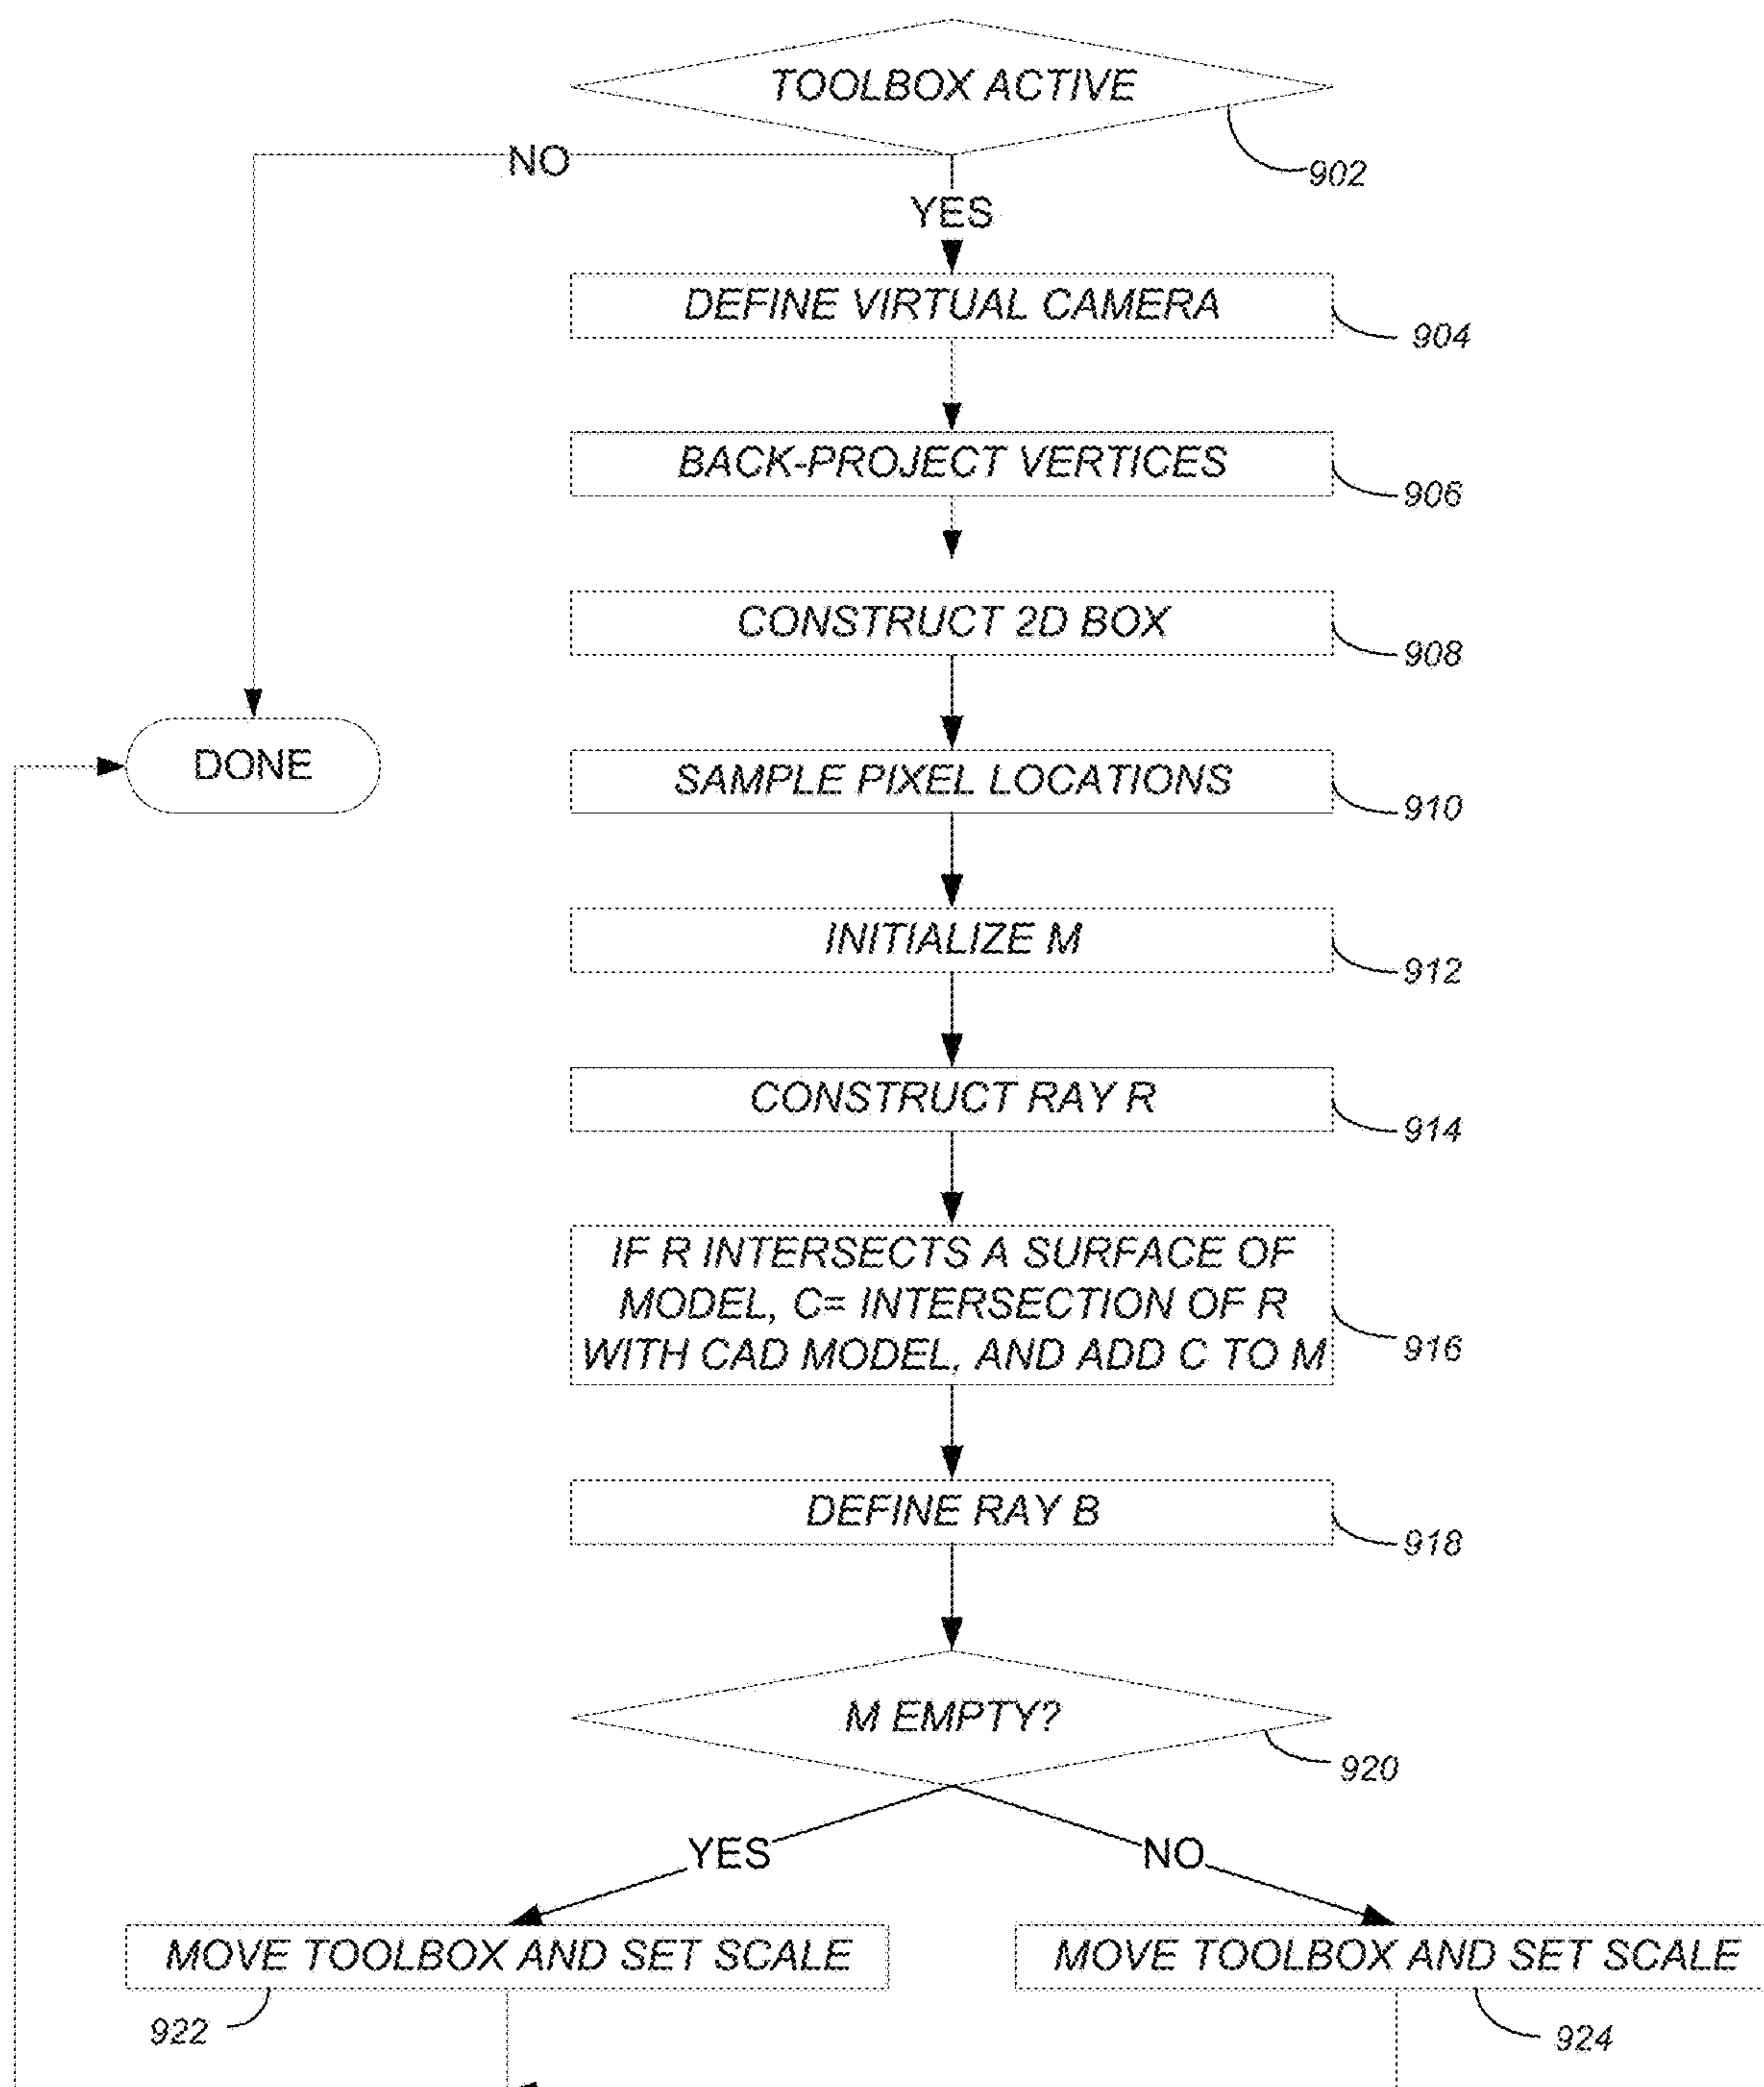 TOOLBOX ACTIVE
NO
902
YES
DEFINE VIRTUAL CAMERA
904
BACK-PROJECT VERTICES
906
CONSTRUCT 2D BOX
908
DONE
SAMPLE PIXEL LOCATIONS
910
INITIALIZE M
912
CONSTRUCT RAY R
914
IF R INTERSECTS A SURFACE OF
MODEL, C= INTERSECTION OF R
WITH CAD MODEL, AND ADD C TO M
916
DEFINE RAY B
918
M EMPTY?
920
YES
NO
MOVE TOOLBOX AND SET SCALE
MOVE TOOLBOX AND SET SCALE
922
924